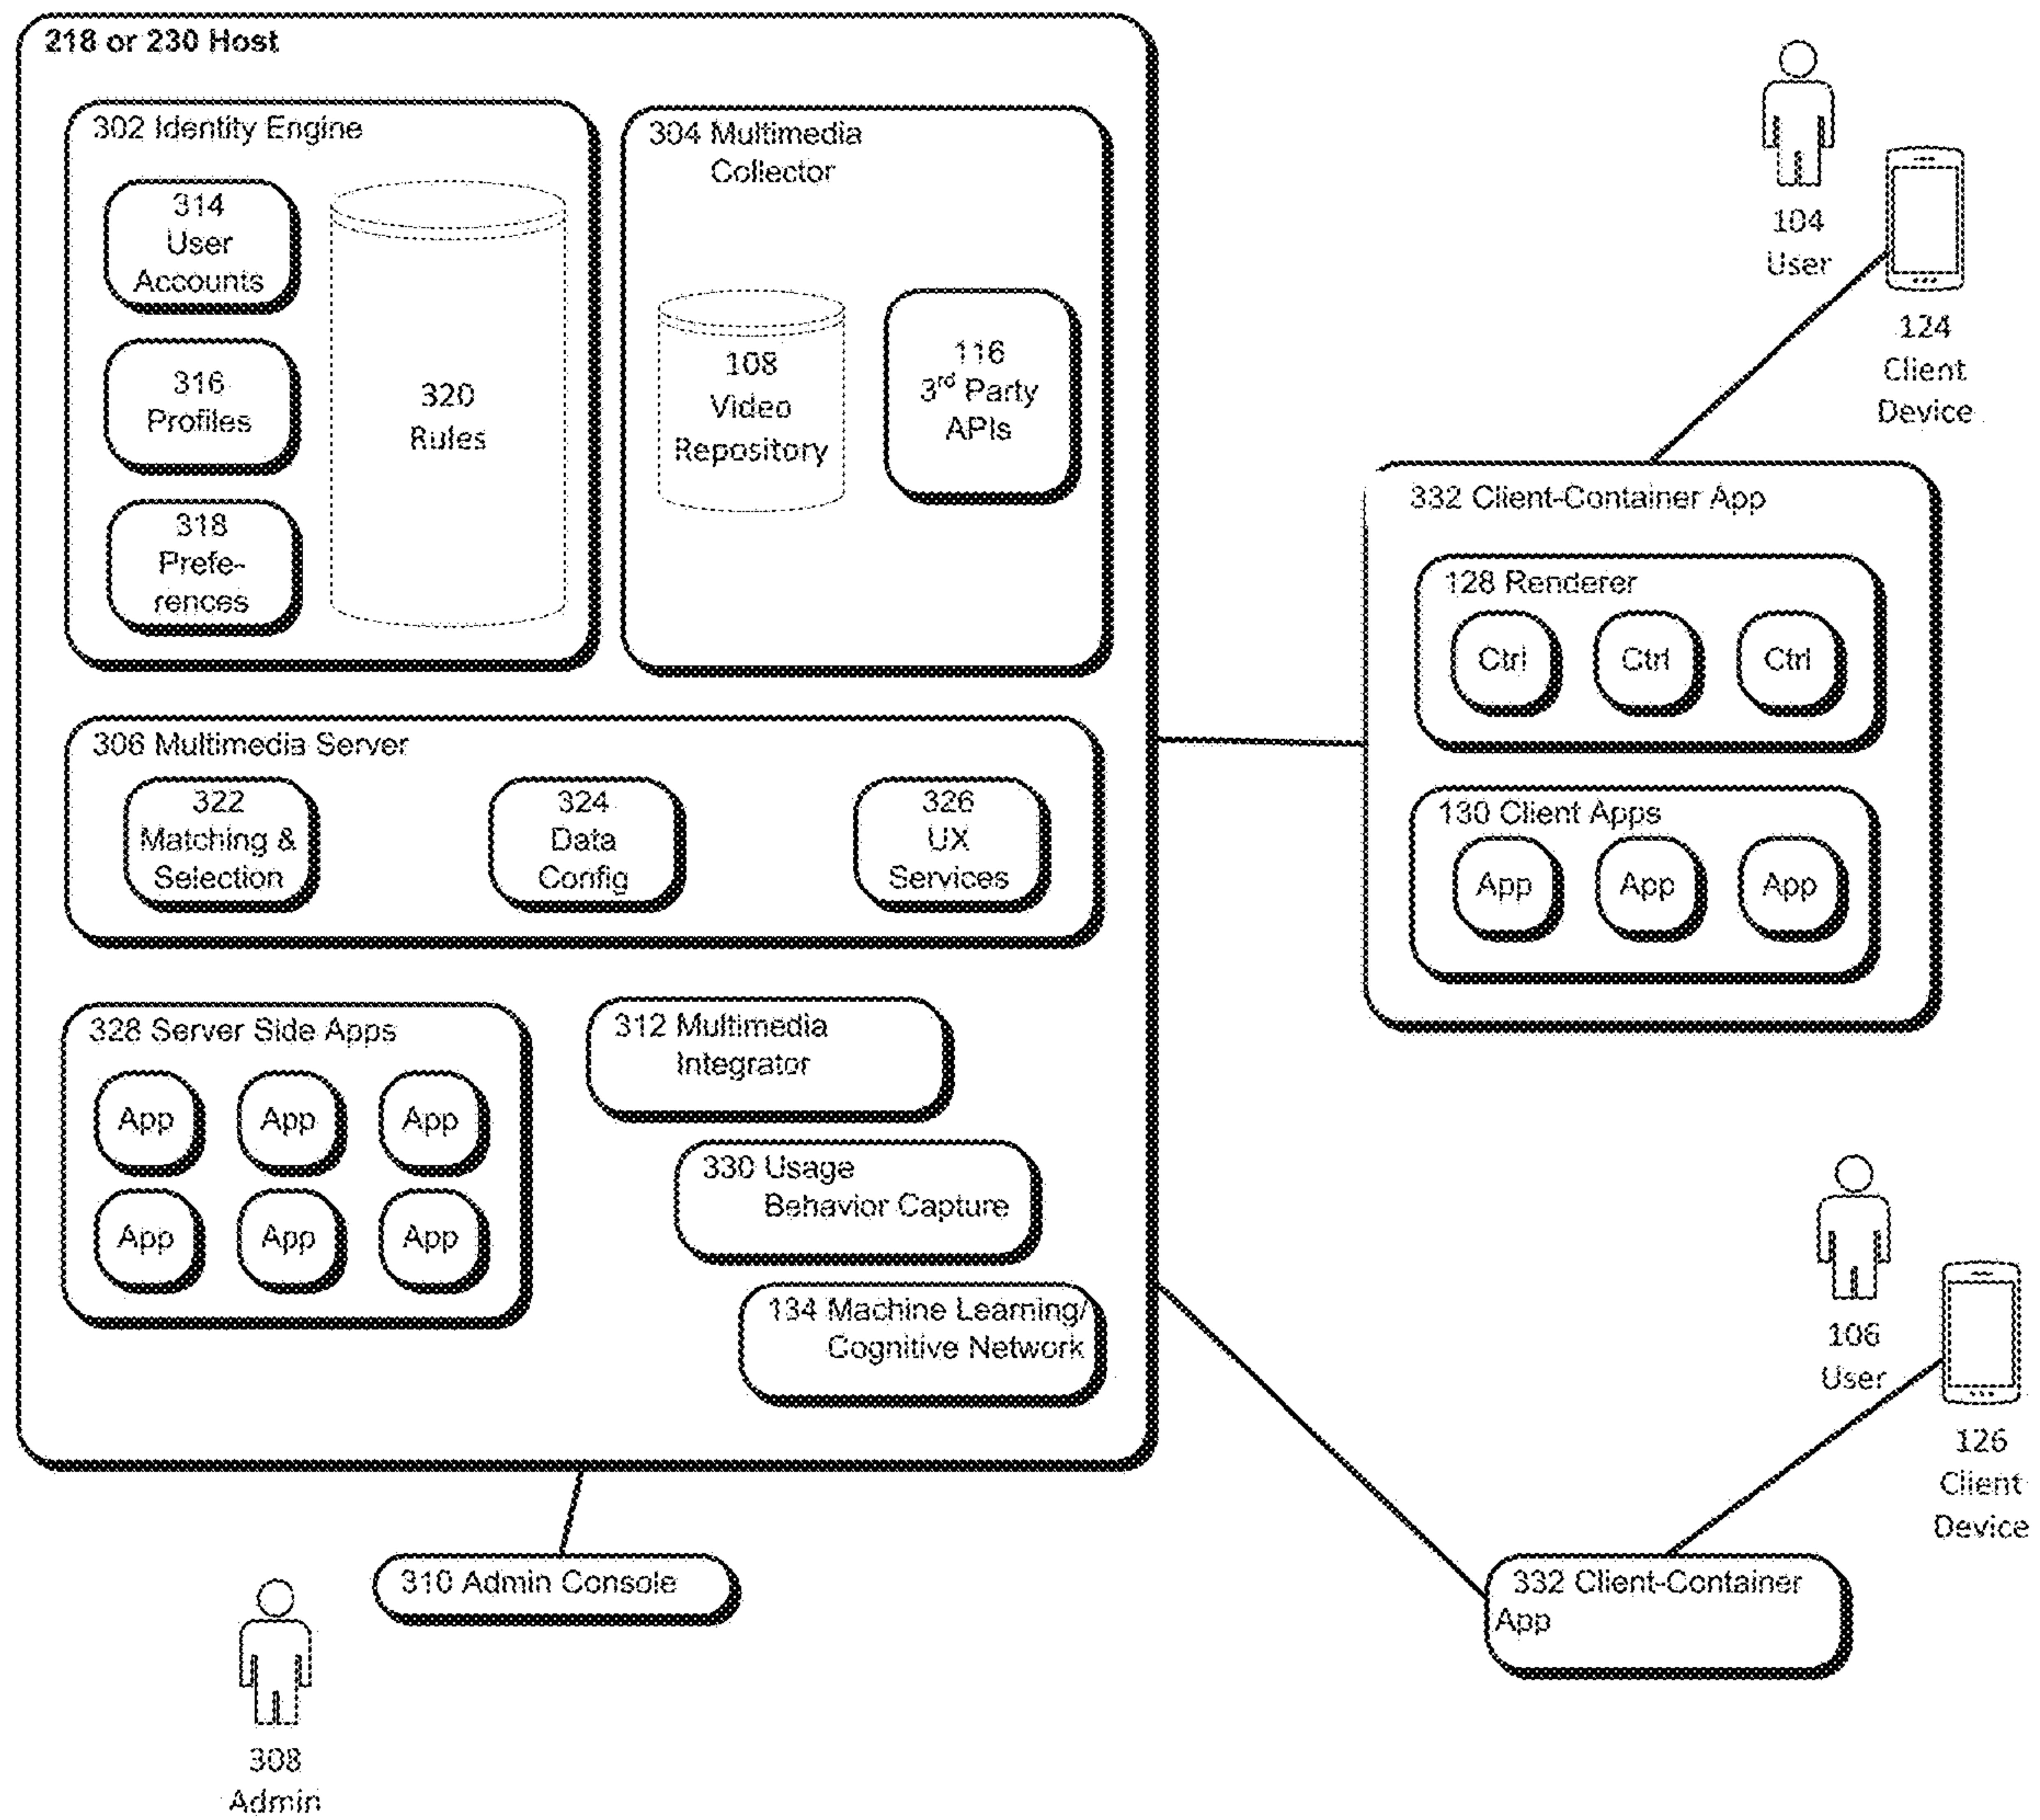 218 or 230 Host
302 Identity Engine
314
User
Accounts
316
Profiles
318
Prefe-
rences
320
Rules
304 Multimedia
Collector
108
Video
Repository
116
3rd Party
APIs
306 Multimedia Server
322
Matching &
Selection
324
Data
Config
326
UX
Services
328 Server Side Apps
App
App
App
App
App
App
312 Multimedia
Integrator
330 Usage
Behavior Capture
134 Machine Learning/
Cognitive Network
310 Admin Console
308
Admin
104
User
124
Client
Device
332 Client-Container App
128 Renderer
Ctrl
Ctrl
Ctrl
130 Client Apps
App
App
App
106
User
126
Client
Device
332 Client-Container
App